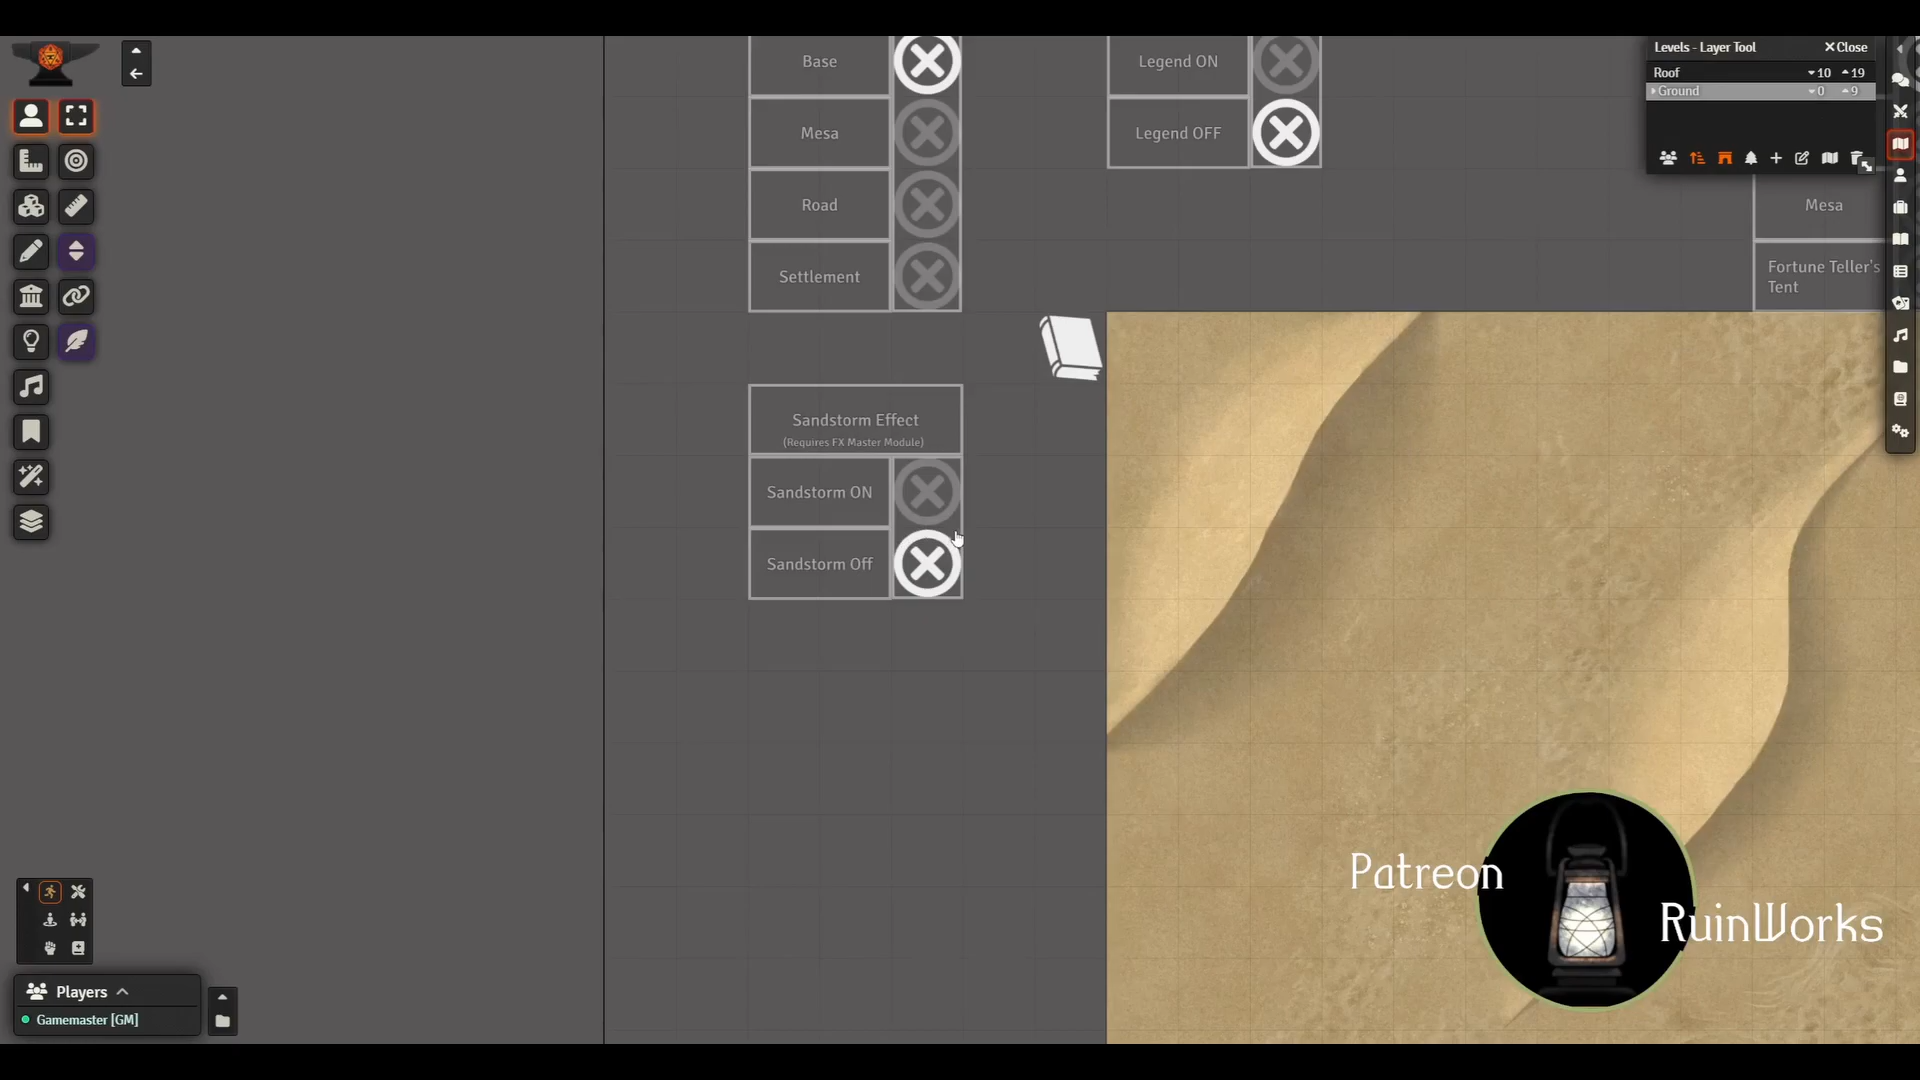 Base
Mesa
Road
Settlement
Legend ON
Legend OFF
Levels - Layer Tool
Close
Roof
10
19
Ground
0
9
Mesa
Fortune Teller's
Tent
Sandstorm Effect
(Requires FX Master Module)
Sandstorm ON
Sandstorm Off
Patreon
RuinWorks
Players
Gamemaster [GM]